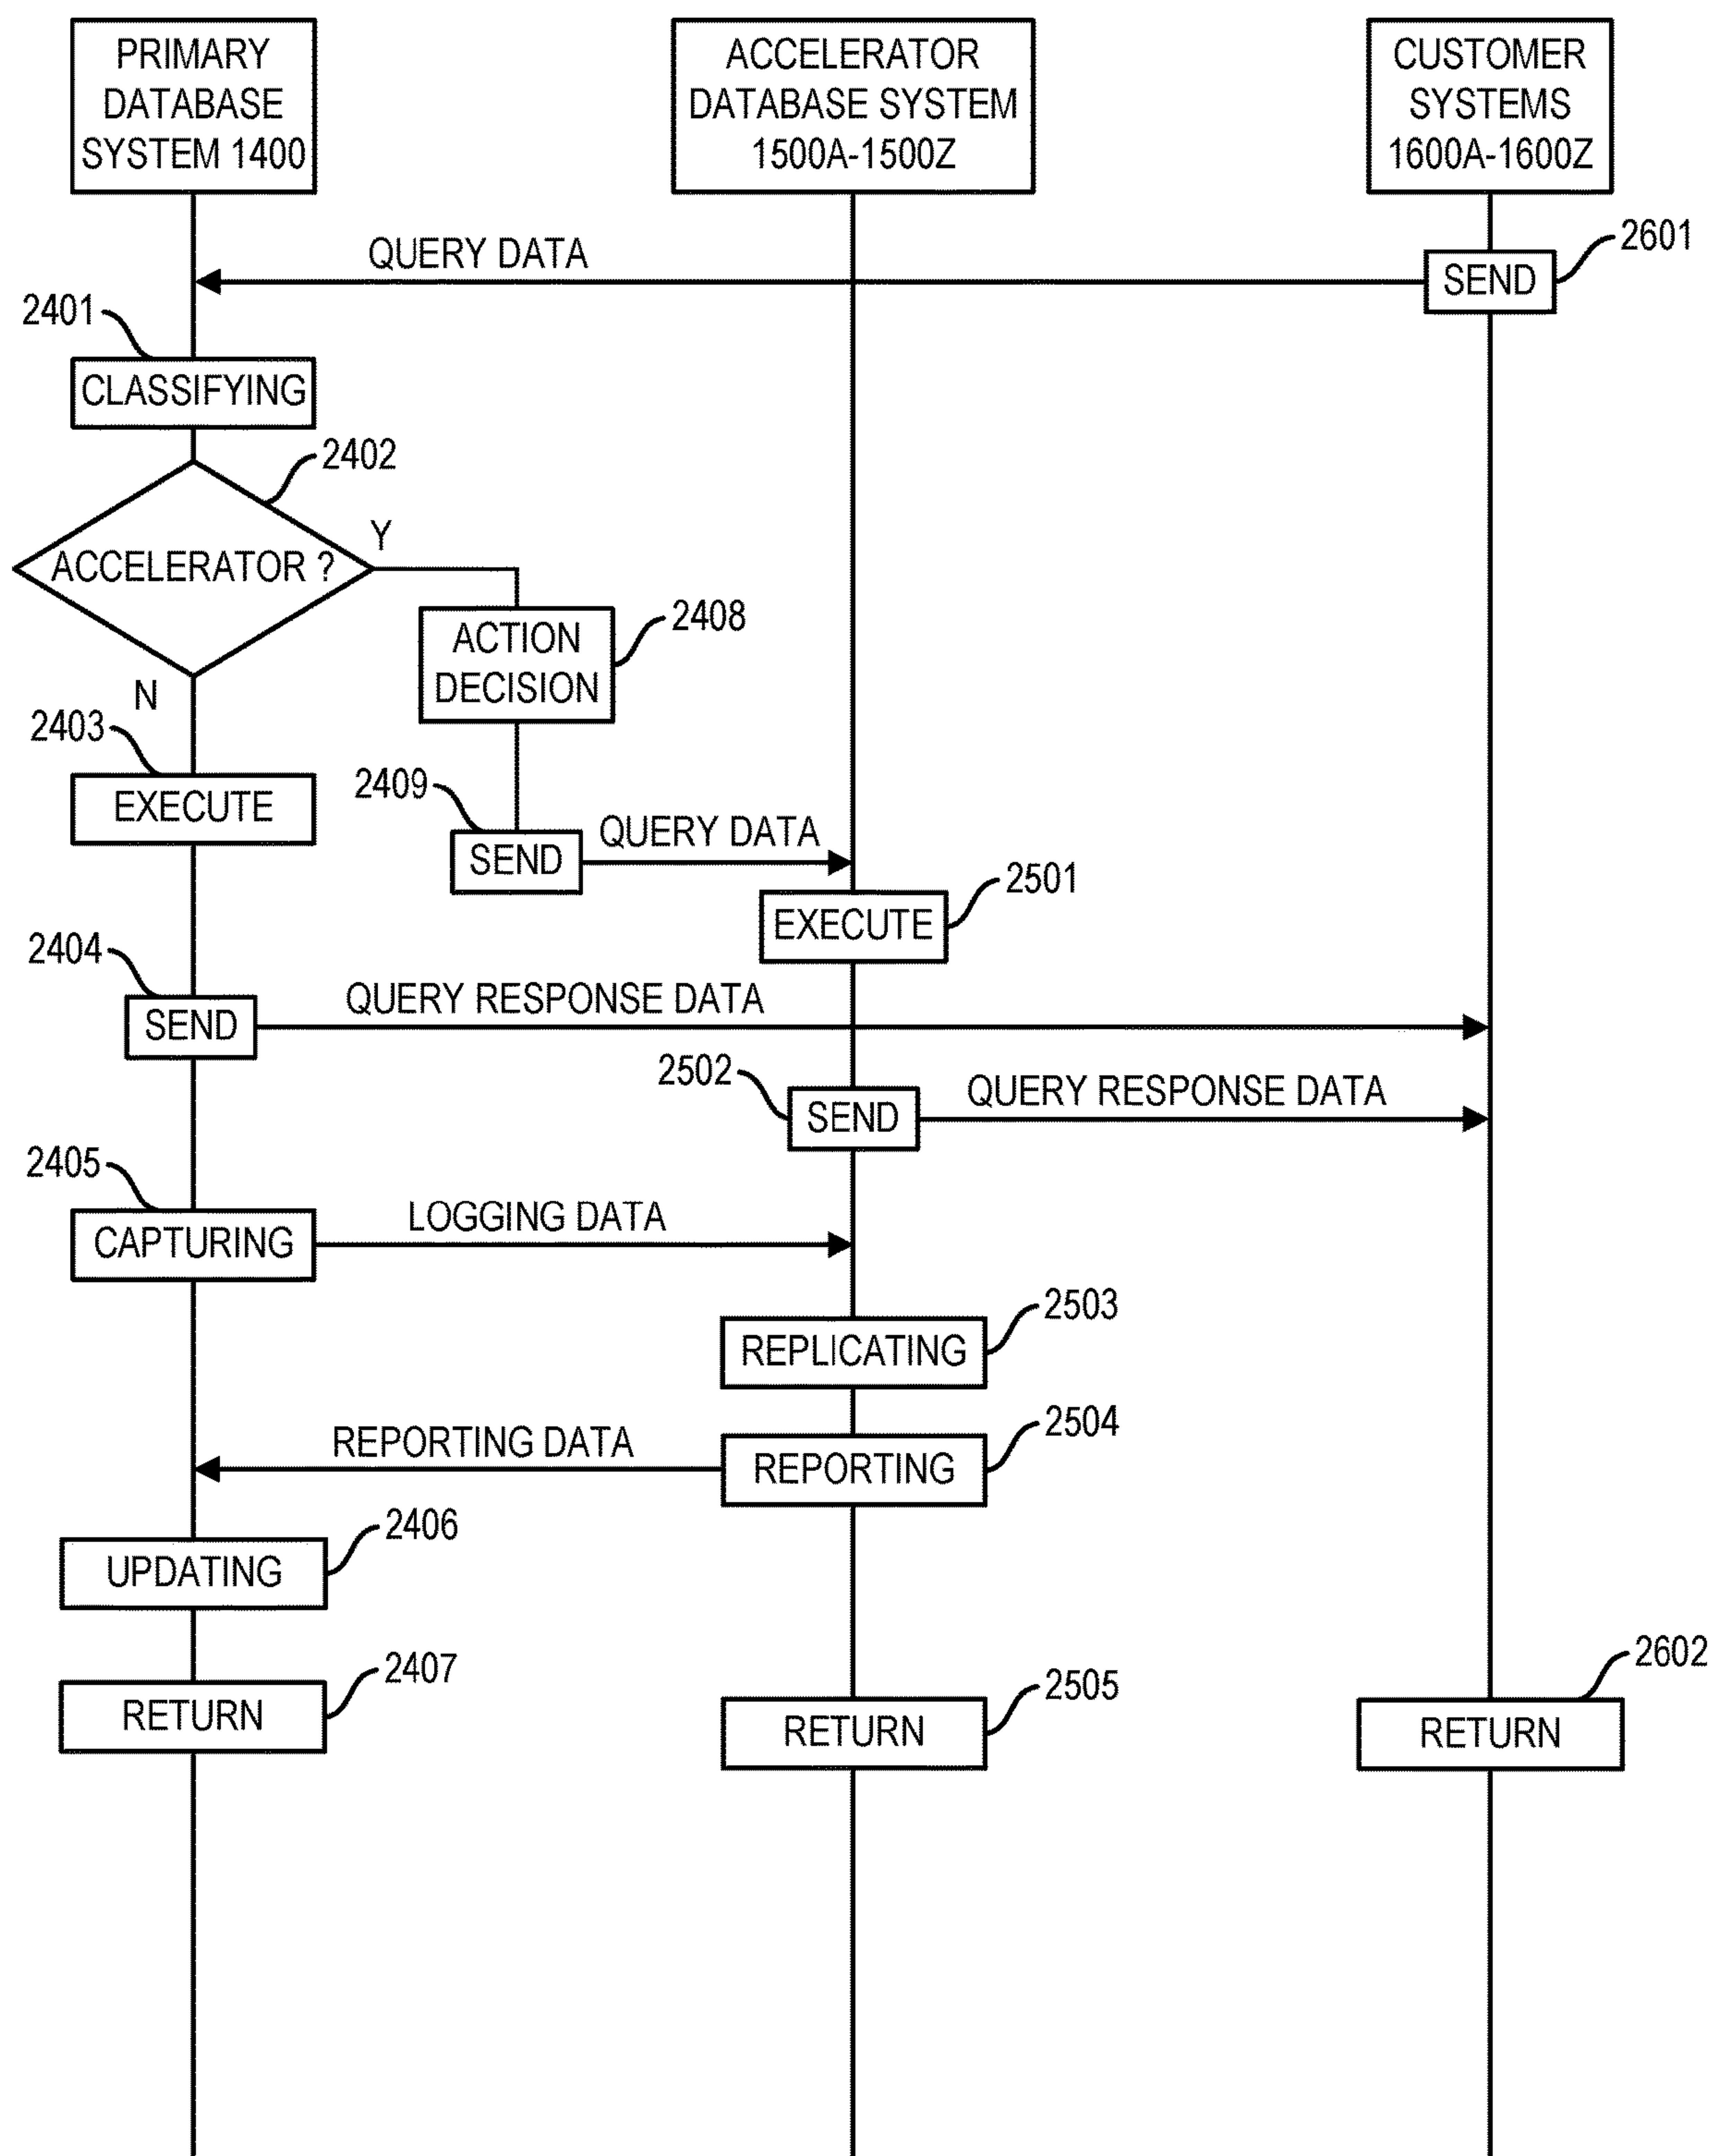 PRIMARY
DATABASE
SYSTEM 1400
ACCELERATOR
DATABASE SYSTEM
1500A-1500Z
CUSTOMER
SYSTEMS
1600A-1600Z
QUERY DATA
SEND
2601
2401
CLASSIFYING
2402
ACCELERATOR ?
Y
N
ACTION
DECISION
2408
2403
EXECUTE
2409
SEND
QUERY DATA
EXECUTE
2501
2404
SEND
QUERY RESPONSE DATA
2502
SEND
QUERY RESPONSE DATA
2405
CAPTURING
LOGGING DATA
REPLICATING
2503
REPORTING DATA
REPORTING
2504
UPDATING
2406
RETURN
2407
RETURN
2505
RETURN
2602